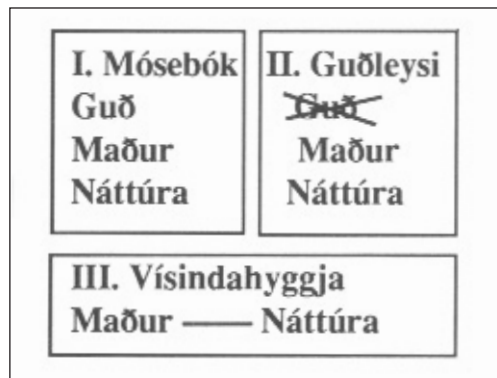 I. Mósebók
Guð
Maður
Náttúra
II. Guðleysi
Guð
Maður
Náttúra
III. Vísindahyggja
Maður —— Náttúra